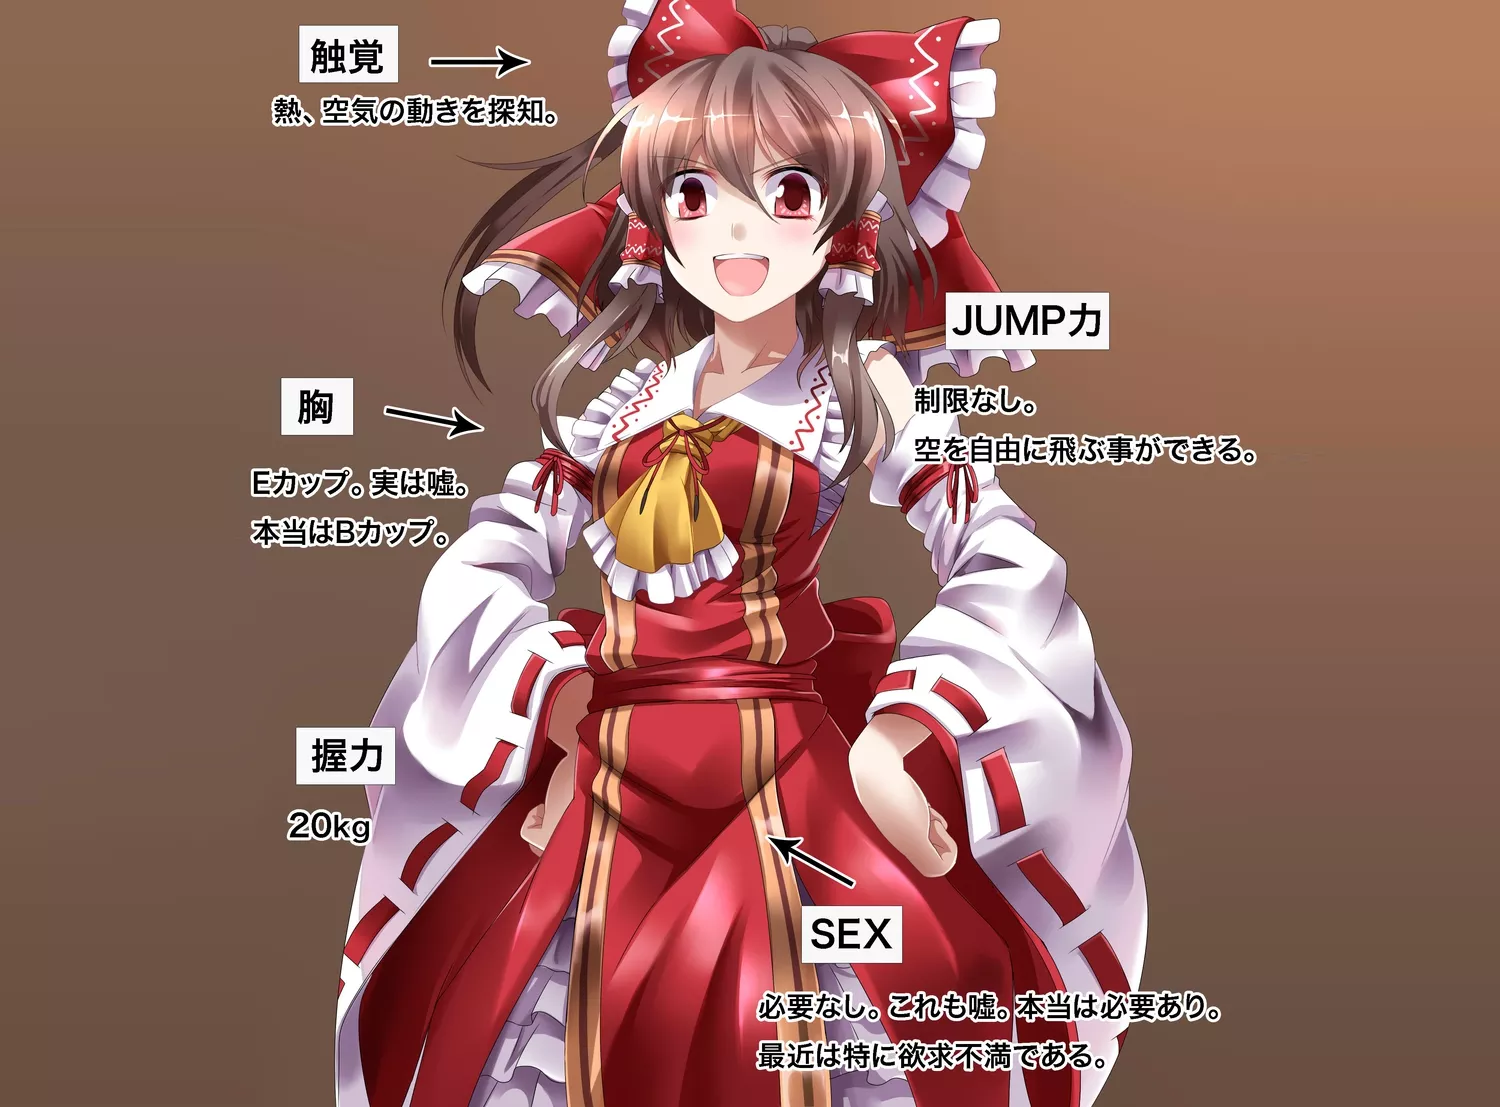 触覚
熱、空気の動きを探知。
JUMP力
制限なし。
空を自由に飛ぶ事ができる。
胸
Eカップ。実は嘘。
本当はBカップ。
握力
20kg
SEX
必要なし。これも嘘。本当は必要あり。
最近は特に欲求不満である。